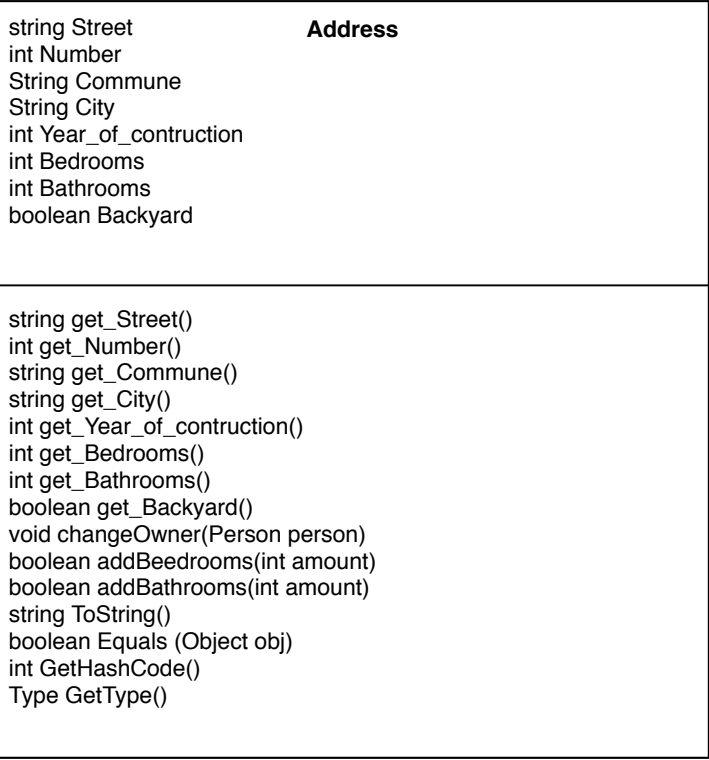 Address
string Street
int Number
String Commune
String City
int Year_of_contruction
int Bedrooms
int Bathrooms
boolean Backyard
string get_Street()
int get_Number()
string get_Commune()
string get_City()
int get_Year_of_contruction()
int get_Bedrooms()
int get_Bathrooms()
boolean get_Backyard()
void changeOwner(Person person)
boolean addBeedrooms(int amount)
boolean addBathrooms(int amount)
string ToString()
boolean Equals (Object obj)
int GetHashCode()
Type GetType()